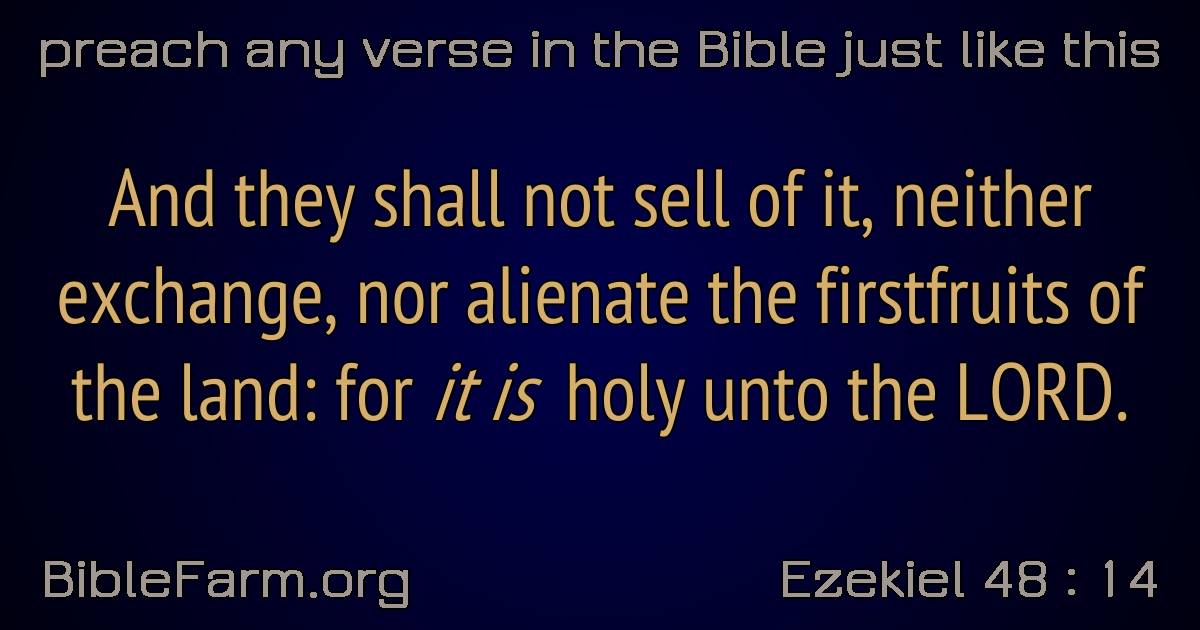 preach any verse in the Bible just like this
And they shall not sell of it, neither
exchange, nor alienate the firstfruits of
the land: for it is holy unto the LORD.
BibleFarm.org
Ezekiel 48 : 14